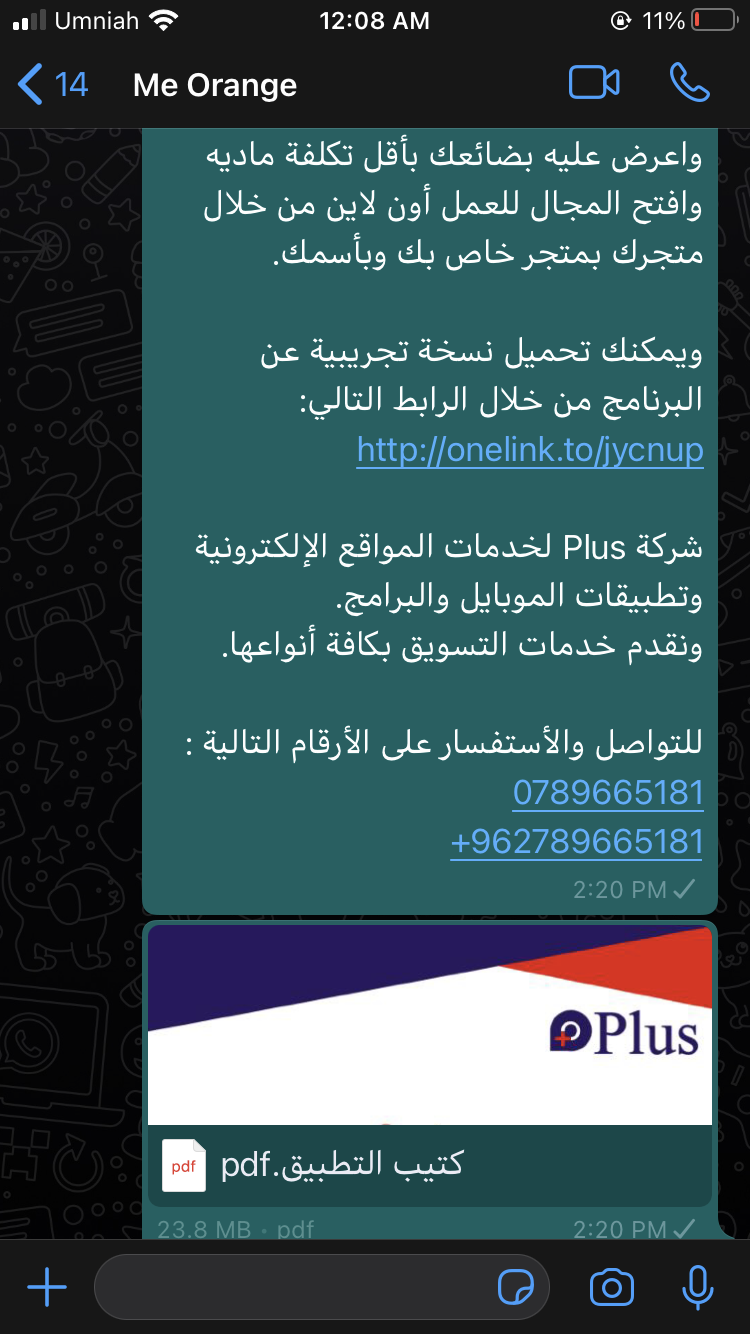 Umniah
12:08 AM
11%
14
Me Orange
واعرض عليه بضائعك بأقل تكلفة ماديه
وافتح المجال للعمل أون لاين من خلال
متجرك بمتجر خاص بك وبأسمك.
ويمكنك تحميل نسخة تجريبية عن
البرنامج من خلال الرابط التالي:
http://onelink.to/jycnup
شركة Plus لخدمات المواقع الإلكترونية
وتطبيقات الموبايل والبرامج.
ونقدم خدمات التسويق بكافة أنواعها.
للتواصل والأستفسار على الأرقام التالية :
0789665181
+962789665181
2:20 PM
Plus
pdf
كتيب التطبيق.pdf
23.8 MB · pdf
2:20 PM